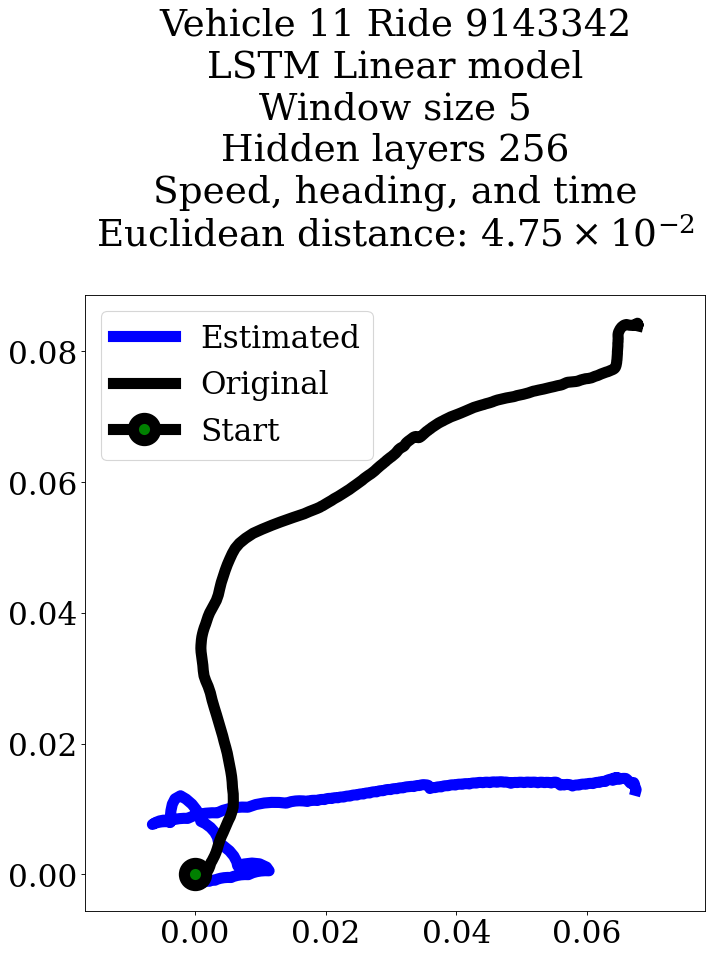 Vehicle 11 Ride 9143342
LSTM Linear model
Window size 5
Hidden layers 256
Speed, heading, and time
Euclidean distance: 4.75 × 10⁻²
Estimated
Original
Start
0.08
0.06
0.04
0.02
0.00
0.00 0.02 0.04 0.06